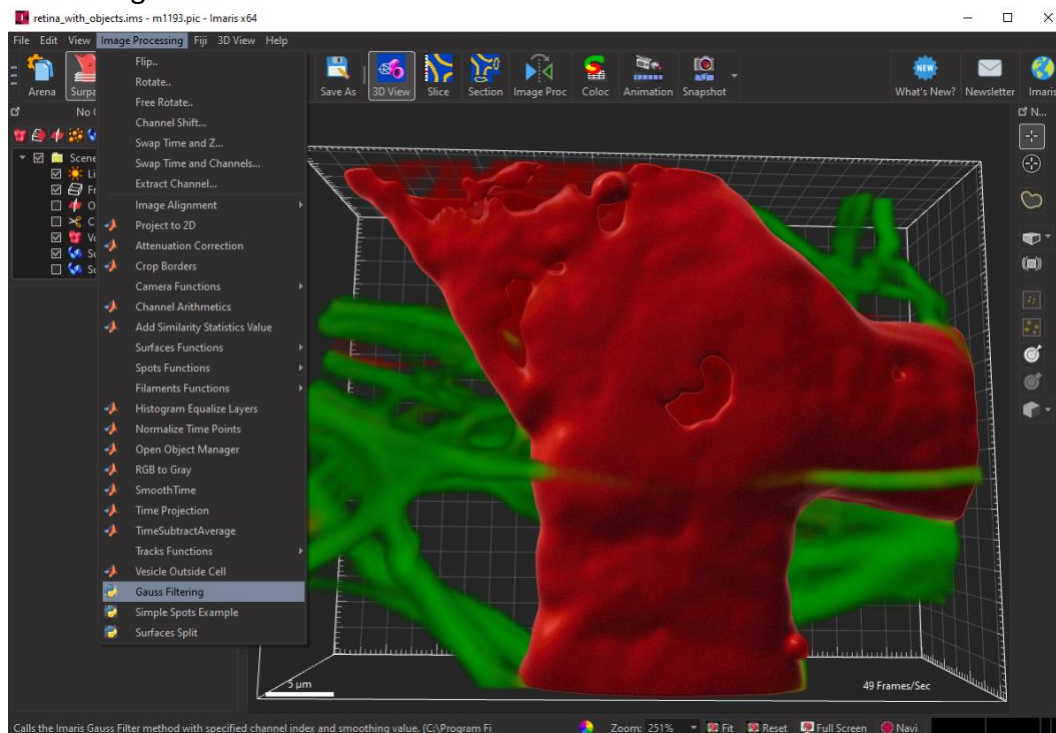 retina_with_objects.ims - m1193.pic - Imaris x64
File Edit View Image Processing Fiji 3D View Help
Arena
Save As 3D View Slice Section Image Proc Coloc Animation Snapshot
NEW
What's New? Newsletter Imaris
N...
Flip..
Rotate..
Free Rotate..
Channel Shift...
Swap Time and Z...
Swap Time and Channels...
Extract Channel...
Image Alignment
Project to 2D
Attenuation Correction
Crop Borders
Camera Functions
Channel Arithmetics
Add Similarity Statistics Value
Surfaces Functions
Spots Functions
Filaments Functions
Histogram Equalize Layers
Normalize Time Points
Open Object Manager
RGB to Gray
SmoothTime
Time Projection
TimeSubtractAverage
Tracks Functions
Vesicle Outside Cell
Gauss Filtering
Simple Spots Example
Surfaces Split
Scene
5 µm
49 Frames/Sec
Calls the Imaris Gauss Filter method with specified channel index and smoothing value. (C:\Program Fi
Zoom: 251% Fit Reset Full Screen Navi